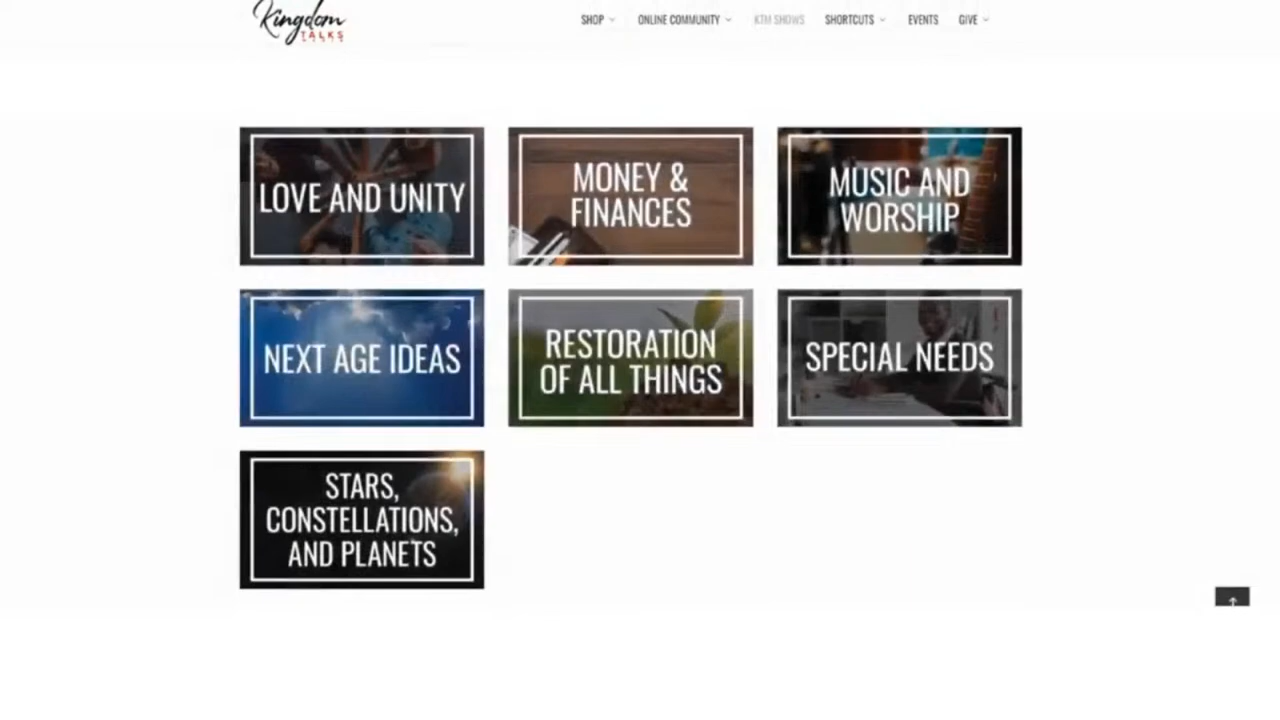 Kingdom
TALKS
SHOP
ONLINE COMMUNITY
KTM SHOWS
SHORTCUTS
EVENTS
GIVE
LOVE AND UNITY
MONEY &
FINANCES
MUSIC AND
WORSHIP
NEXT AGE IDEAS
RESTORATION
OF ALL THINGS
SPECIAL NEEDS
STARS,
CONSTELLATIONS,
AND PLANETS